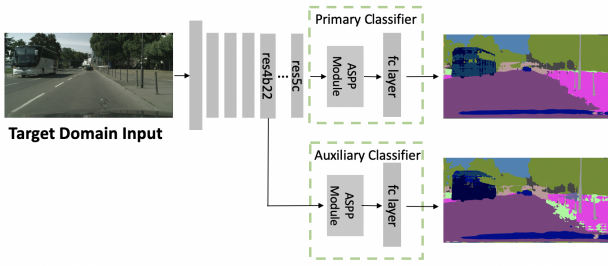 Primary Classifier
res4b22
...
res5c
ASPP
Module
fc layer
Target Domain Input
Auxiliary Classifier
ASPP
Module
fc layer